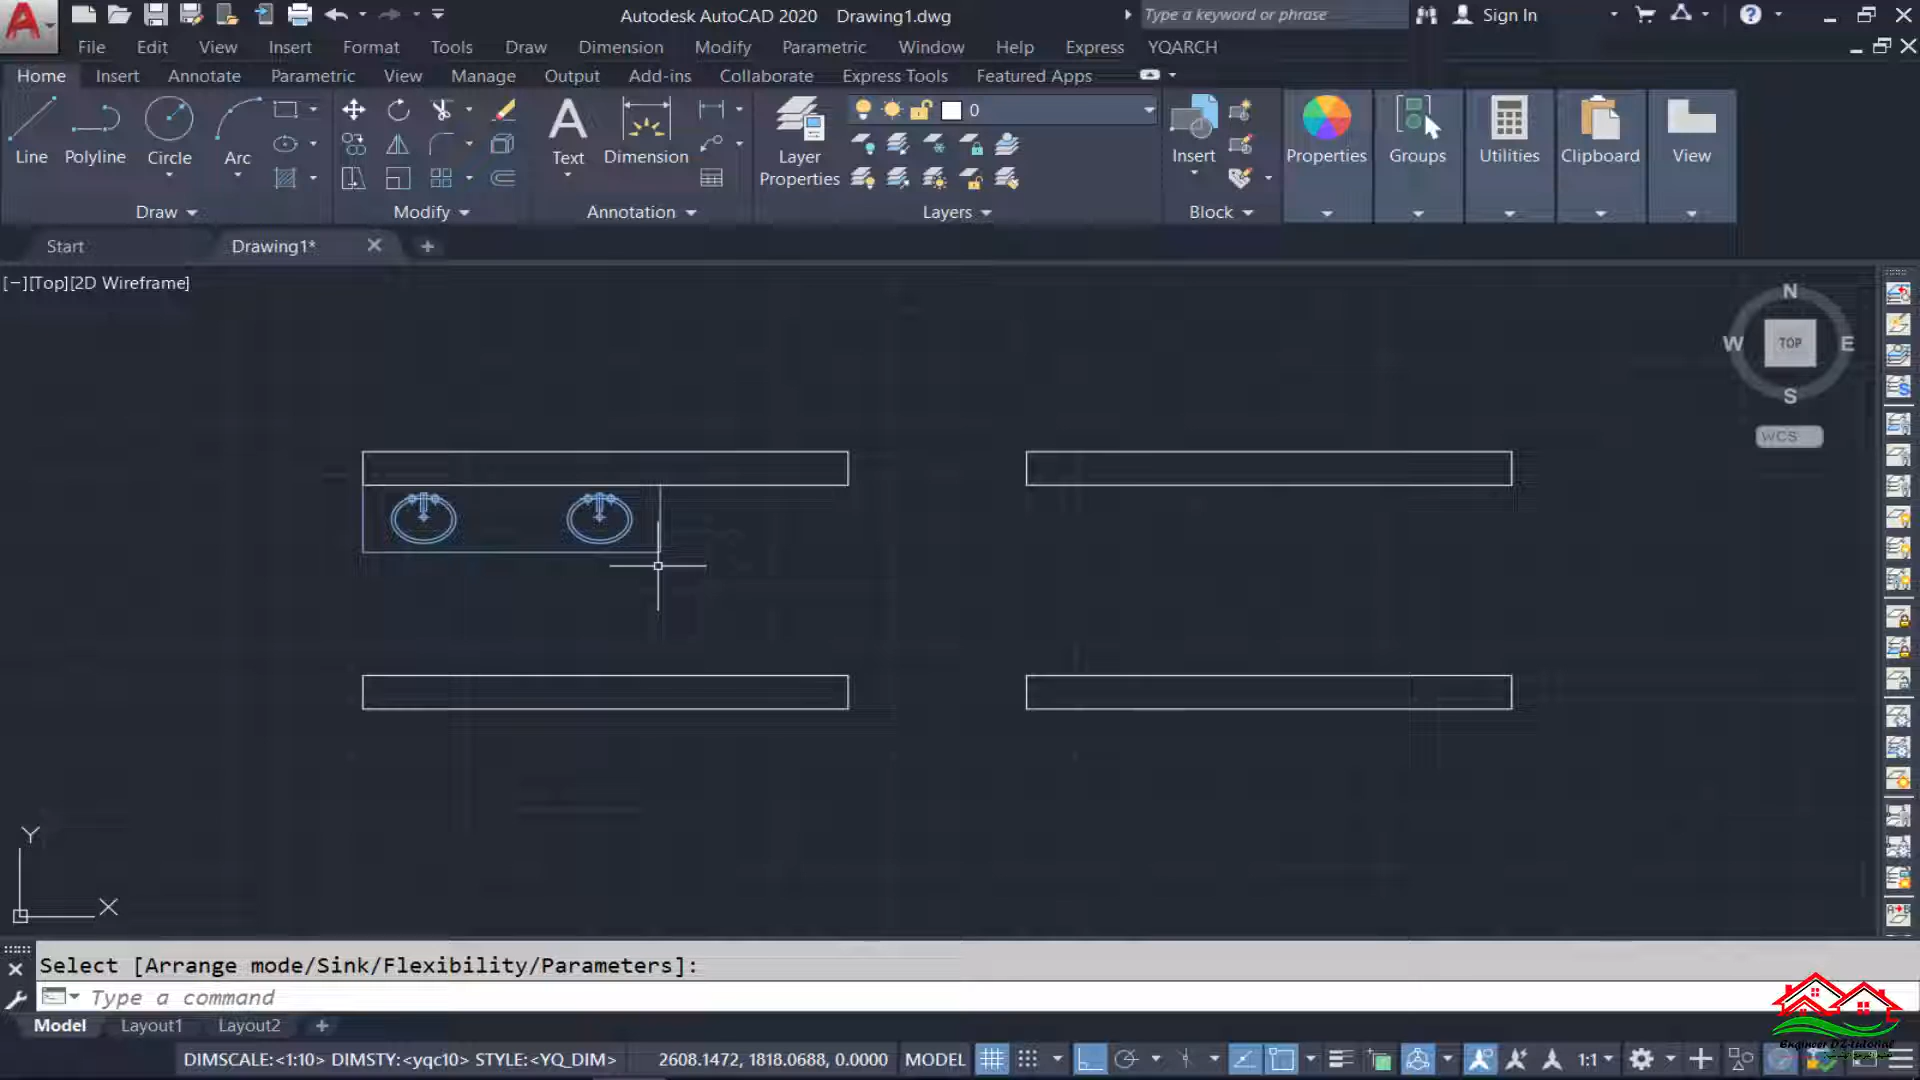 Autodesk AutoCAD 2020 Drawing1.dwg
Type a keyword or phrase
Sign In
File Edit View Insert Format Tools Draw Dimension Modify Parametric Window Help Express YQARCH
Home Insert Annotate Parametric View Manage Output Add-ins Collaborate Express Tools Featured Apps
Line Polyline Circle Arc
Text Dimension
Layer Properties
0
Insert
Properties Groups Utilities Clipboard View
Draw Modify Annotation Layers Block
Start Drawing1*
[−][Top][2D Wireframe]
N
W TOP E
S
WCS
Y
X
Select [Arrange mode/Sink/Flexibility/Parameters]:
Type a command
Model Layout1 Layout2
DIMSCALE:<1:10> DIMSTY:<yqc10> STYLE:<YQ_DIM> 2608.1472, 1818.0688, 0.0000 MODEL 1:1
Engineer DZ-tutorial